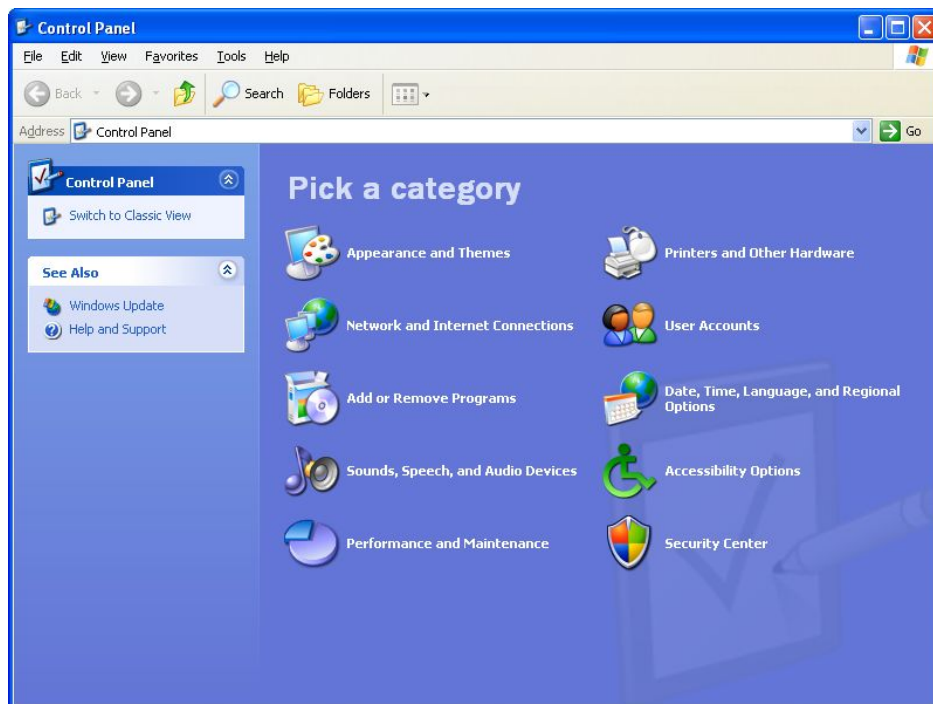 Control Panel
File Edit View Favorites Tools Help
Back Search Folders
Address Control Panel Go
Control Panel
Switch to Classic View
See Also
Windows Update
Help and Support
Pick a category
Appearance and Themes
Printers and Other Hardware
Network and Internet Connections
User Accounts
Add or Remove Programs
Date, Time, Language, and Regional
Options
Sounds, Speech, and Audio Devices
Accessibility Options
Performance and Maintenance
Security Center